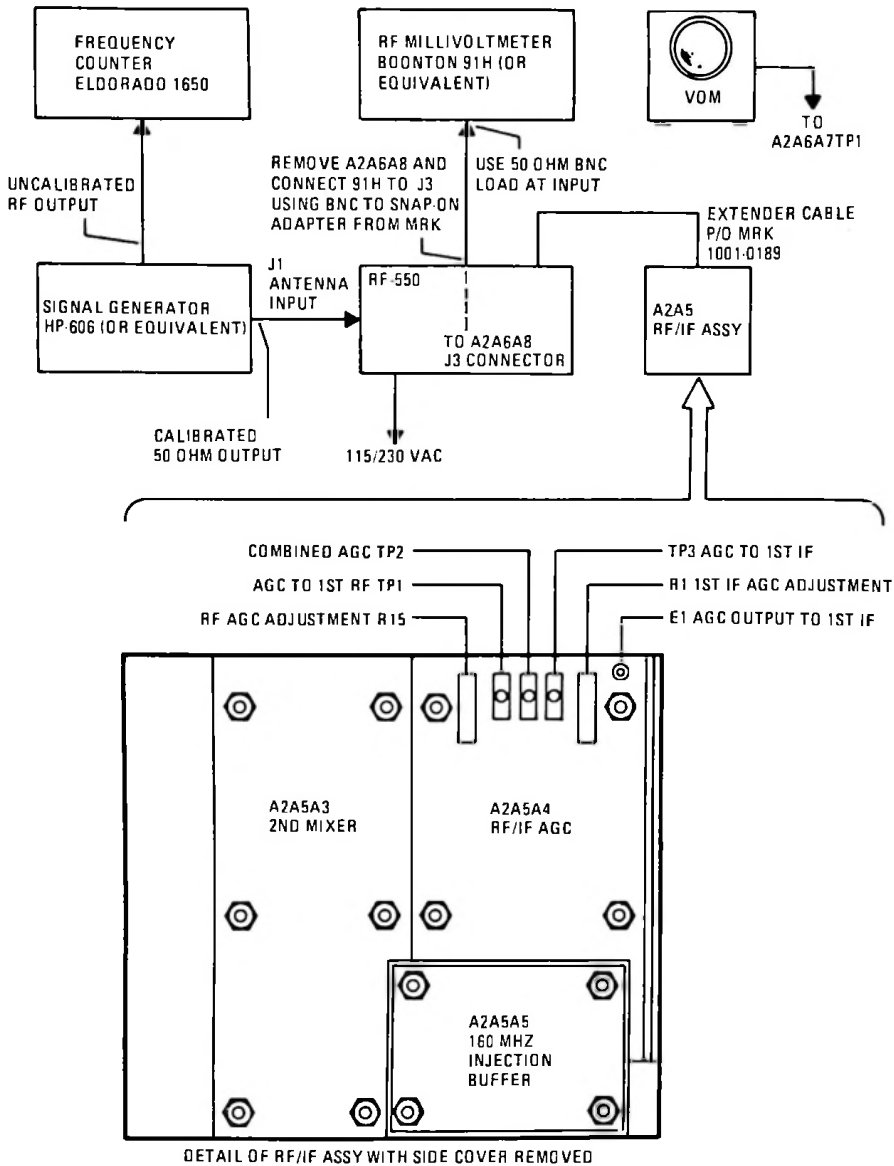 FREQUENCY
COUNTER
ELDORADO 1650
RF MILLIVOLTMETER
BOONTON 91H (OR
EQUIVALENT)
VOM
TO
A2A6A7TP1
UNCALIBRATED
RF OUTPUT
REMOVE A2A6A8 AND
CONNECT 91H TO J3
USING BNC TO SNAP-ON
ADAPTER FROM MRK
USE 50 OHM BNC
LOAD AT INPUT
EXTENDER CABLE
P/O MRK
1001-0189
SIGNAL GENERATOR
HP-606 (OR EQUIVALENT)
J1
ANTENNA
INPUT
RF-550
TO A2A6A8
J3 CONNECTOR
A2A5
RF/IF ASSY
CALIBRATED
50 OHM OUTPUT
115/230 VAC
COMBINED AGC TP2
AGC TO 1ST RF TP1
RF AGC ADJUSTMENT R15
TP3 AGC TO 1ST IF
R1 1ST IF AGC ADJUSTMENT
E1 AGC OUTPUT TO 1ST IF
A2A5A3
2ND MIXER
A2A5A4
RF/IF AGC
A2A5A5
160 MHZ
INJECTION
BUFFER
DETAIL OF RF/IF ASSY WITH SIDE COVER REMOVED